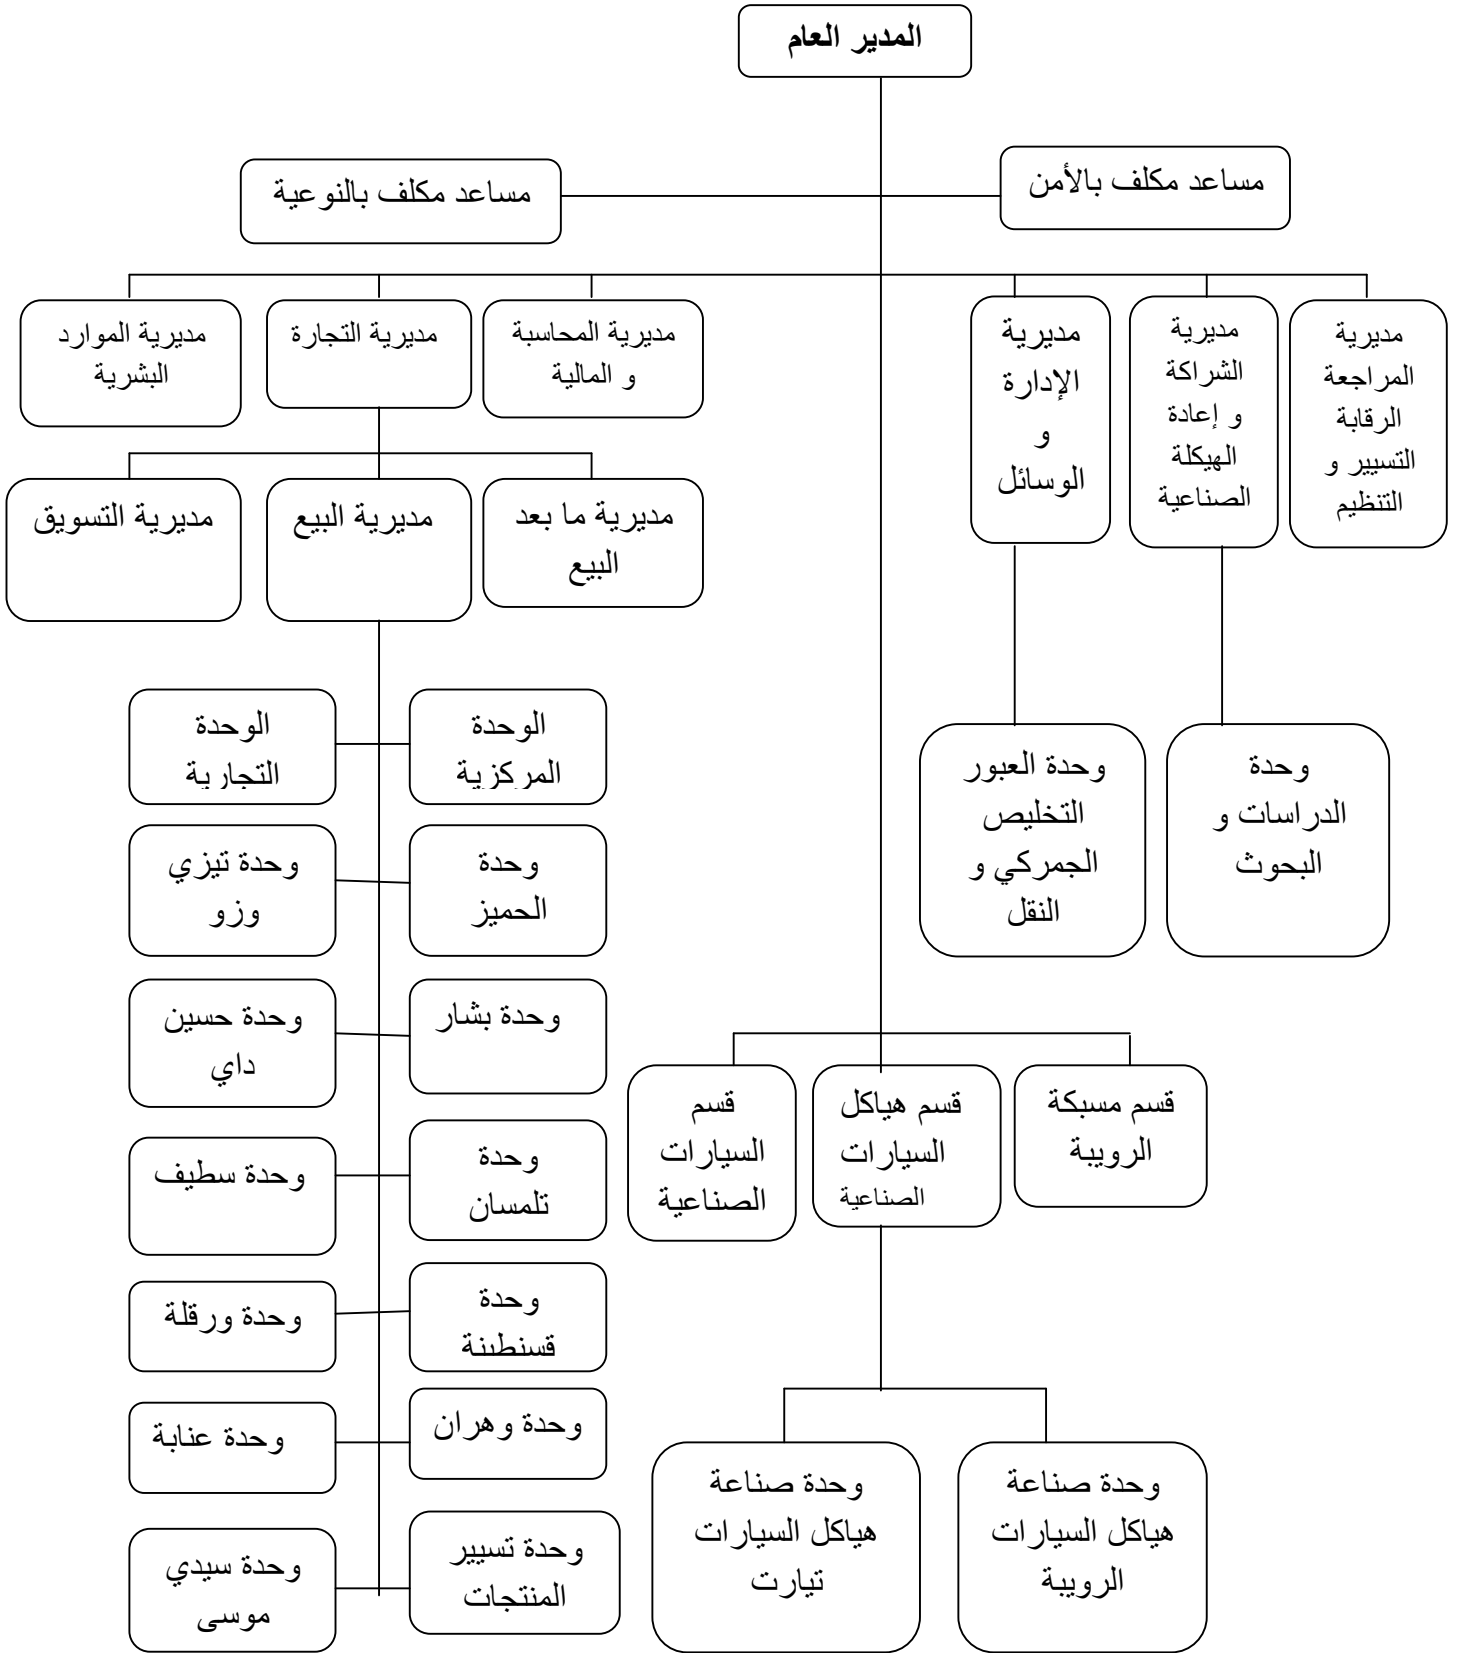 المدير العام
مساعد مكلف بالأمن
مساعد مكلف بالنوعية
مديرية
المراجعة
الرقابة
التسيير و
التنظيم
مديرية
الشراكة
و إعادة
الهيكلة
الصناعية
مديرية
الإدارة
و
الوسائل
مديرية المحاسبة
و المالية
مديرية التجارة
مديرية الموارد
البشرية
مديرية ما بعد
البيع
مديرية البيع
مديرية التسويق
وحدة
الدراسات و
البحوث
وحدة العبور
التخليص
الجمركي و
النقل
الوحدة
المركزية
الوحدة
التجارية
وحدة
الحميز
وحدة تيزي
وزو
وحدة بشار
وحدة حسين
داي
وحدة
تلمسان
وحدة سطيف
وحدة
قسنطينة
وحدة ورقلة
وحدة وهران
وحدة عنابة
وحدة تسيير
المنتجات
وحدة سيدي
موسى
قسم مسبكة
الرويبة
قسم هياكل
السيارات
الصناعية
قسم
السيارات
الصناعية
وحدة صناعة
هياكل السيارات
الرويبة
وحدة صناعة
هياكل السيارات
تيارت